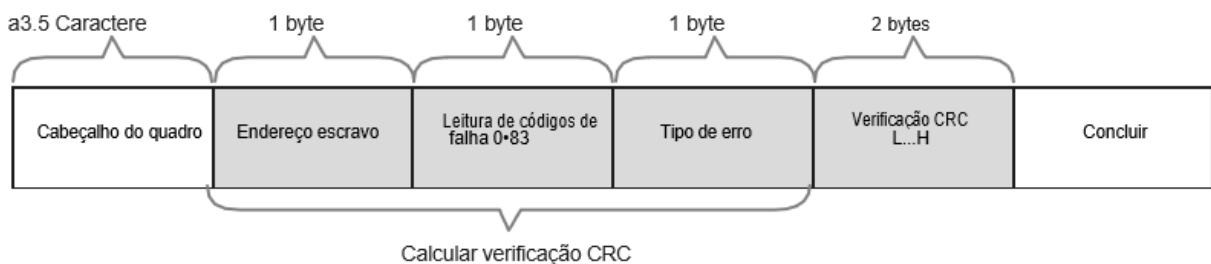 a3.5 Caractere
1 byte
1 byte
1 byte
2 bytes
Cabeçalho do quadro
Endereço escravo
Leitura de códigos de
falha 0•83
Tipo de erro
Verificação CRC
L...H
Concluir
Calcular verificação CRC